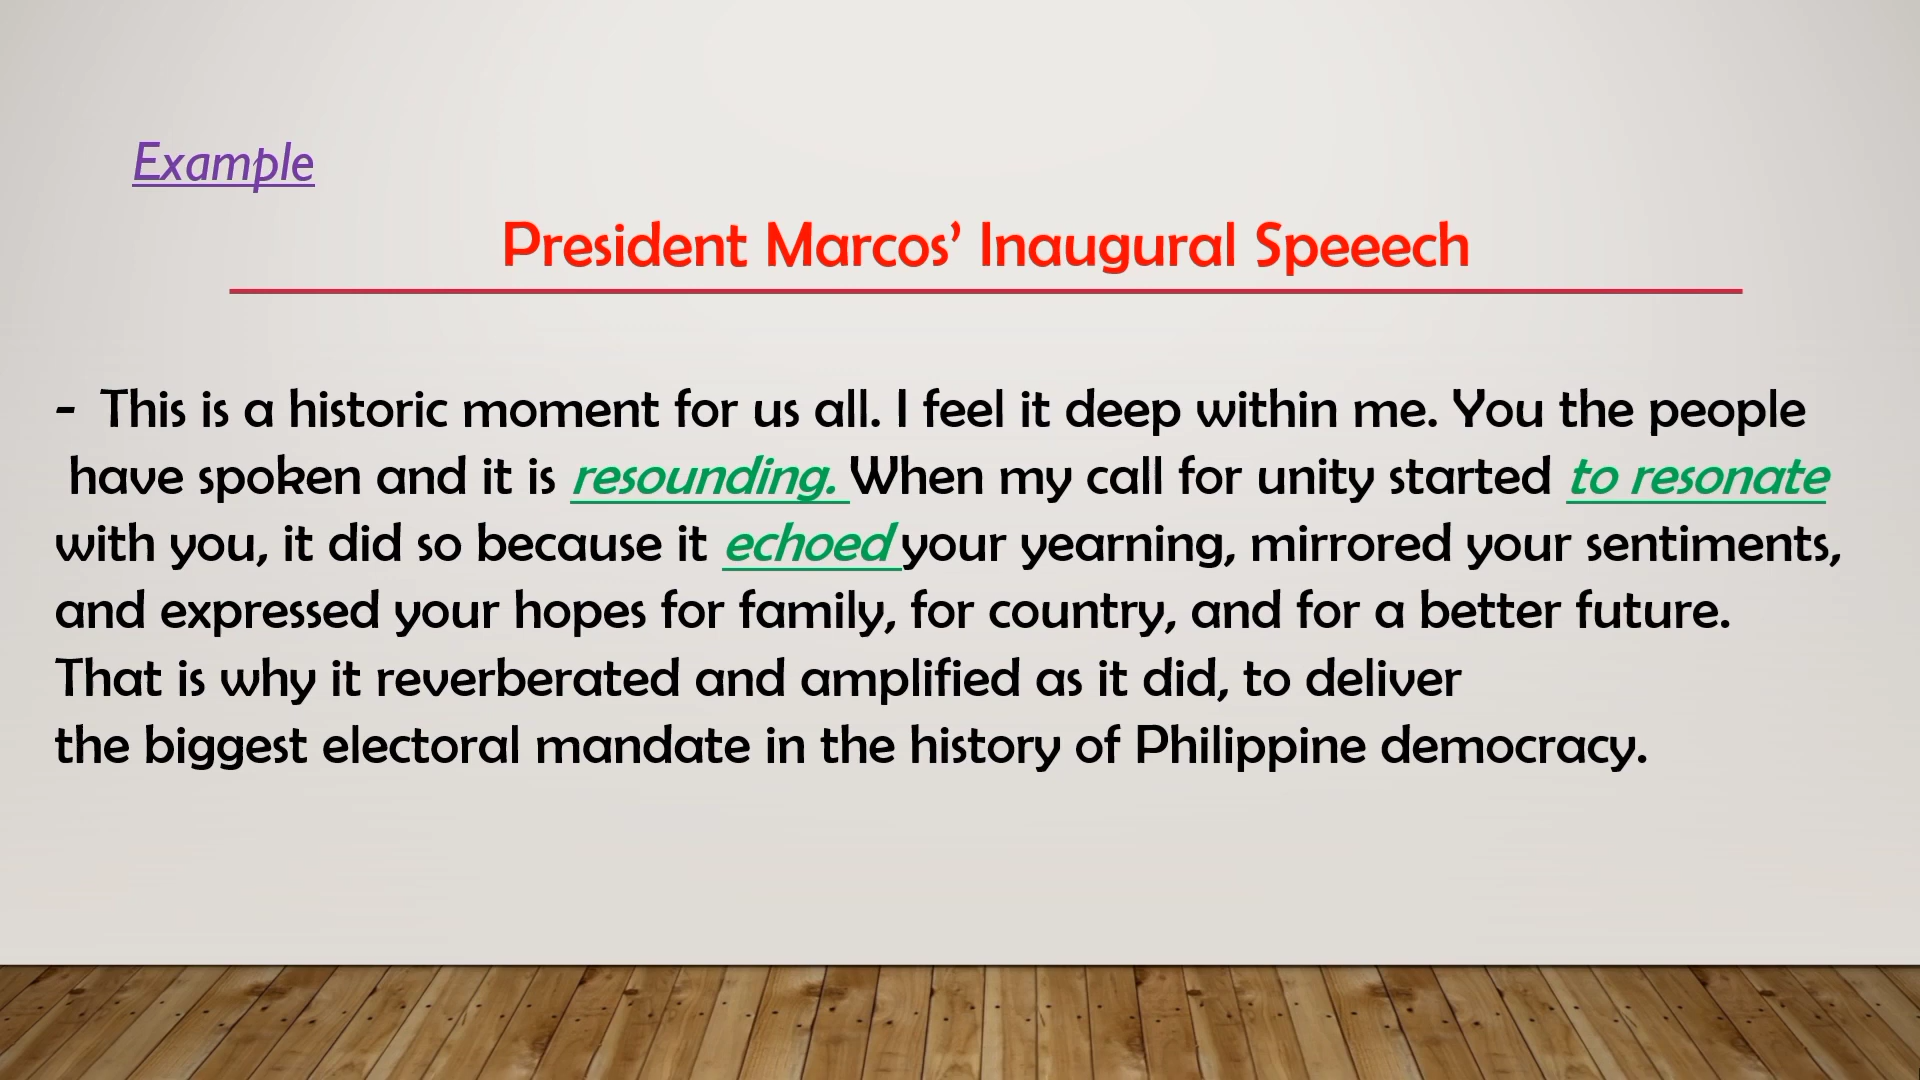 Example
President Marcos’ Inaugural Speeech
- This is a historic moment for us all. I feel it deep within me. You the people
have spoken and it is resounding. When my call for unity started to resonate
with you, it did so because it echoed your yearning, mirrored your sentiments,
and expressed your hopes for family, for country, and for a better future.
That is why it reverberated and amplified as it did, to deliver
the biggest electoral mandate in the history of Philippine democracy.